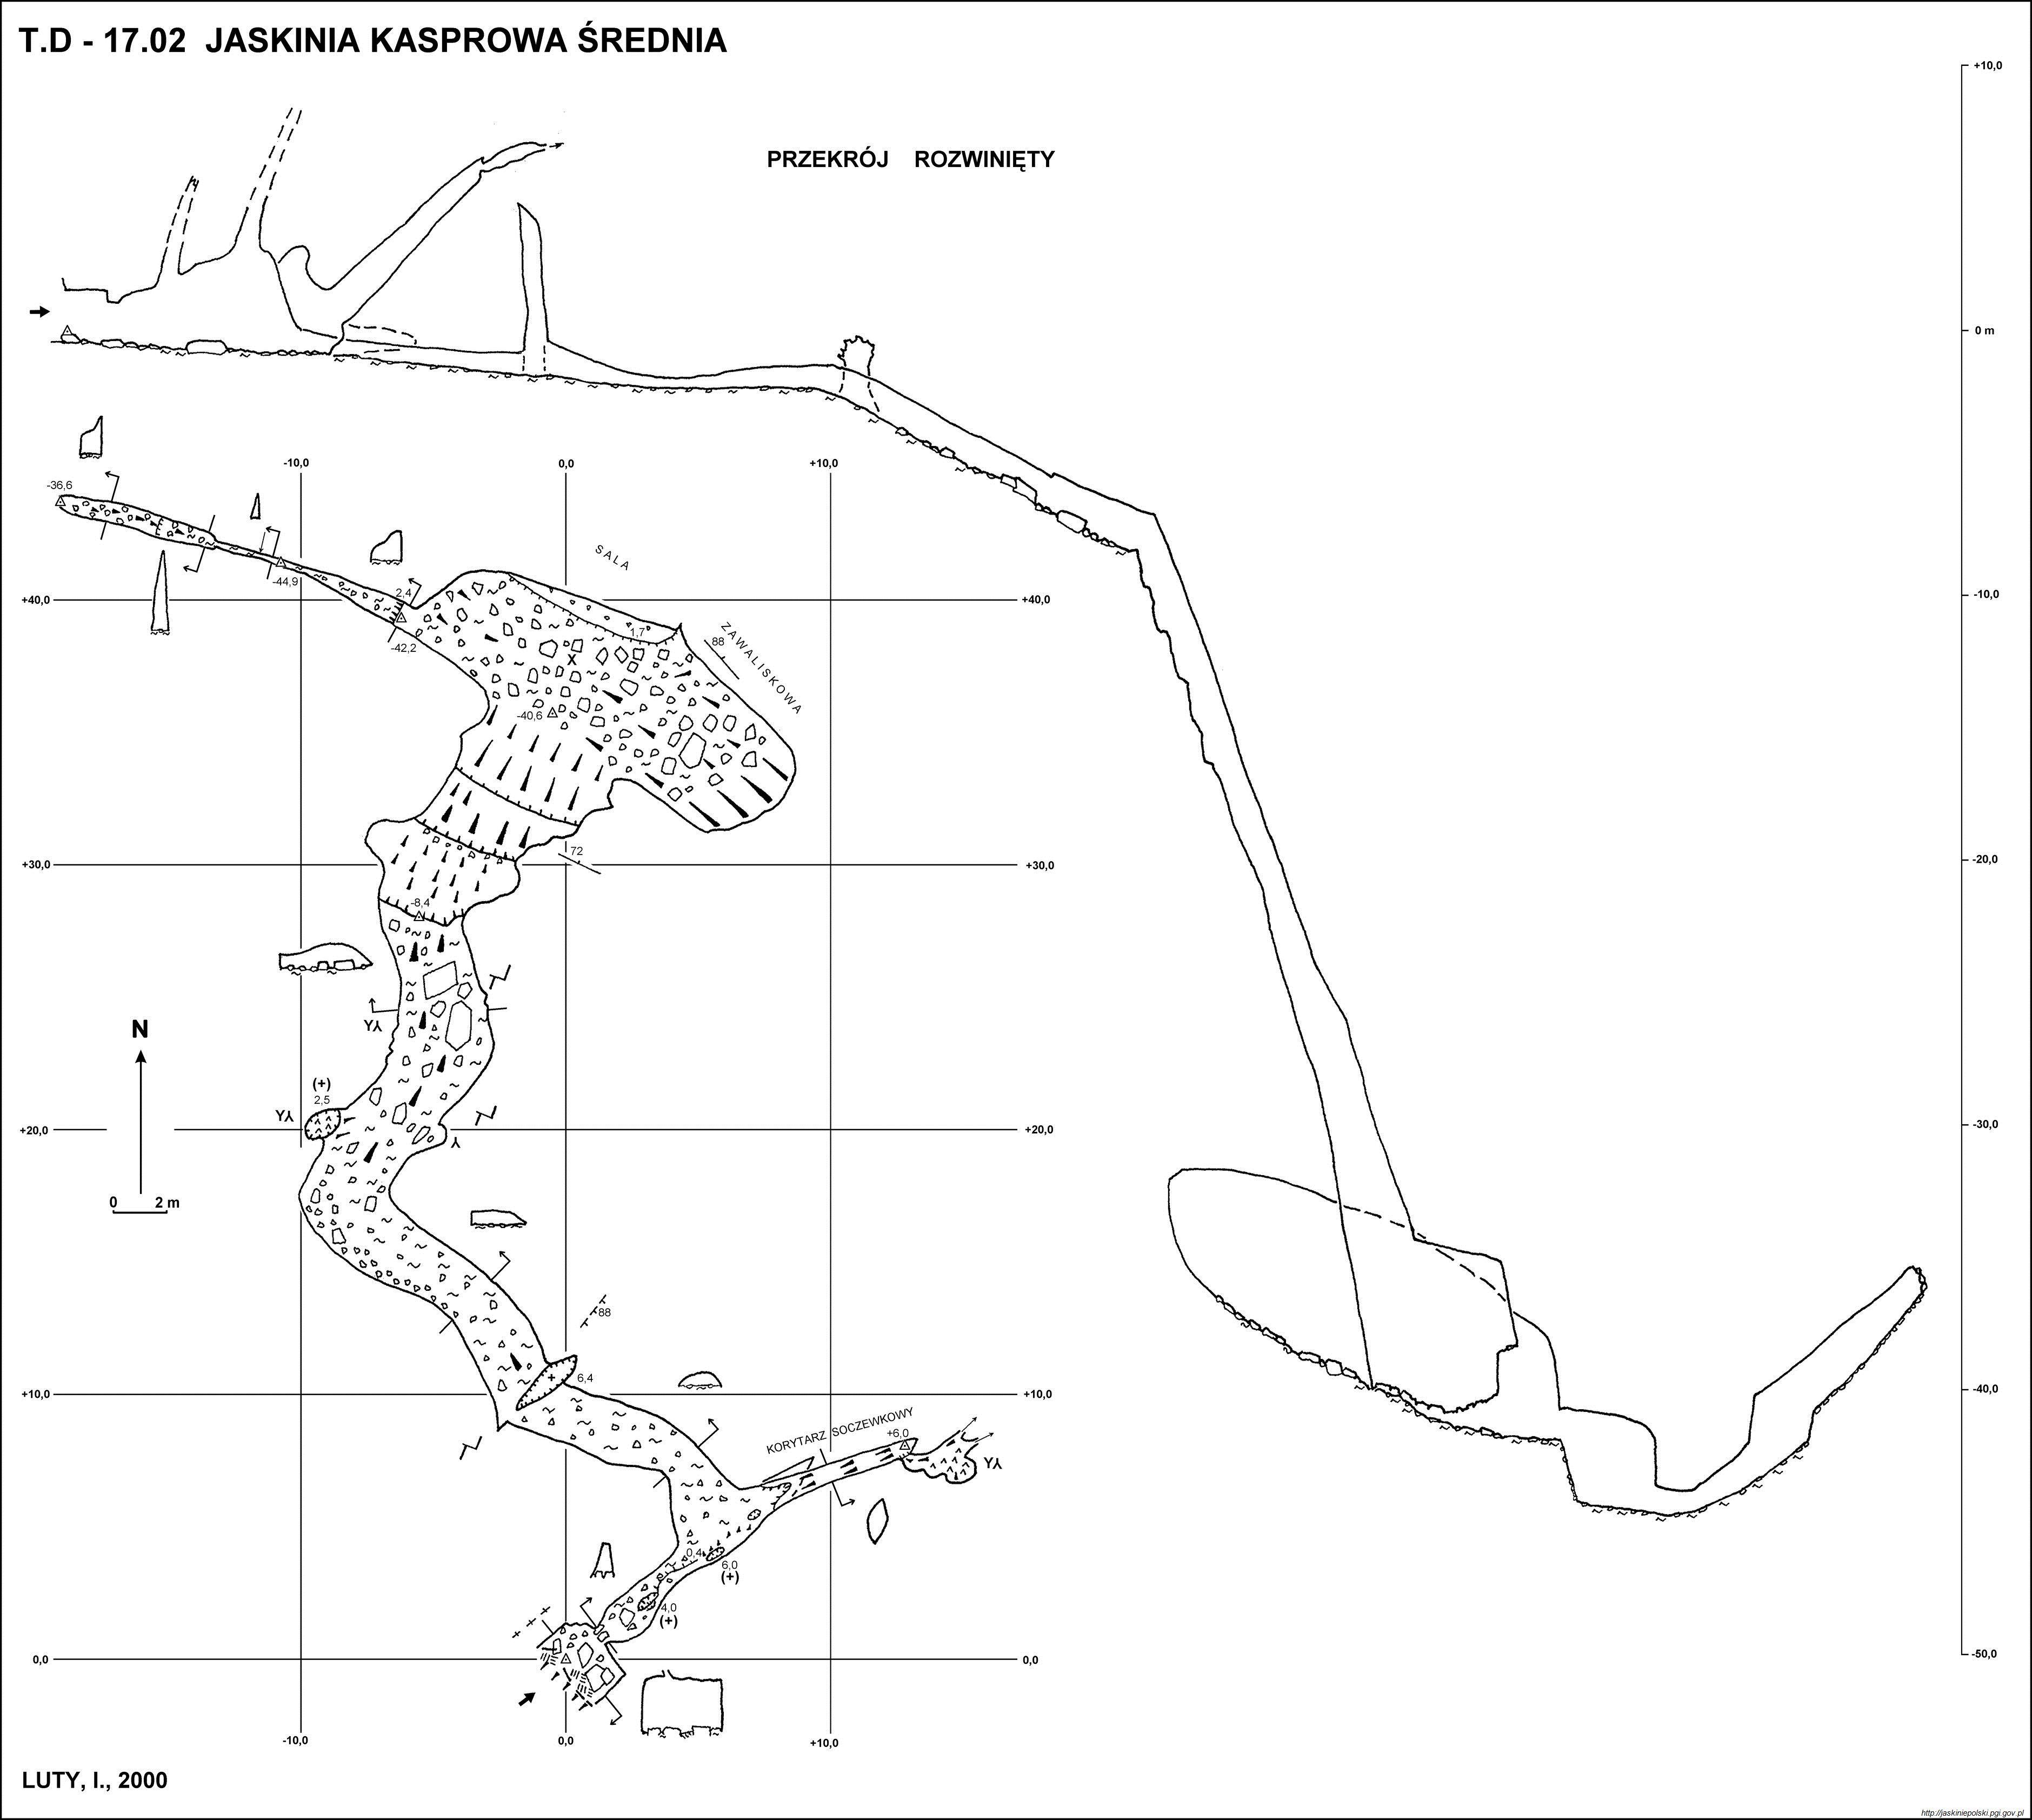 T.D - 17.02 JASKINIA KASPROWA ŚREDNIA
+10,0
PRZEKRÓJ ROZWINIĘTY
0 m
-10,0 0,0 +10,0
-36,6
SALA
-44,9
2,4
+40,0 +40,0
-10,0
1,7
88
ZAWALISKOWA
-42,2
X
-40,6
72
+30,0 +30,0
-20,0
-8,4
N
(+)
2,5
+20,0 +20,0
-30,0
0 2 m
88
6,4
+10,0 +10,0
-40,0
KORYTARZ SOCZEWKOWY
+6,0
0,4
6,0
(+)
4,0
(+)
0,0 0,0
-50,0
-10,0 0,0 +10,0
LUTY, I., 2000
http://jaskiniepolski.pgi.gov.pl